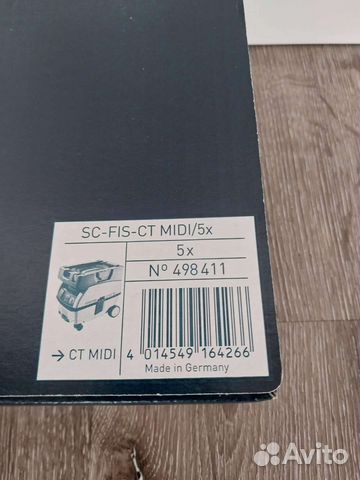 SC-FIS-CT MIDI/5x
5x
Nº 498411
→ CT MIDI
4 014549 164266
Made in Germany
Avito